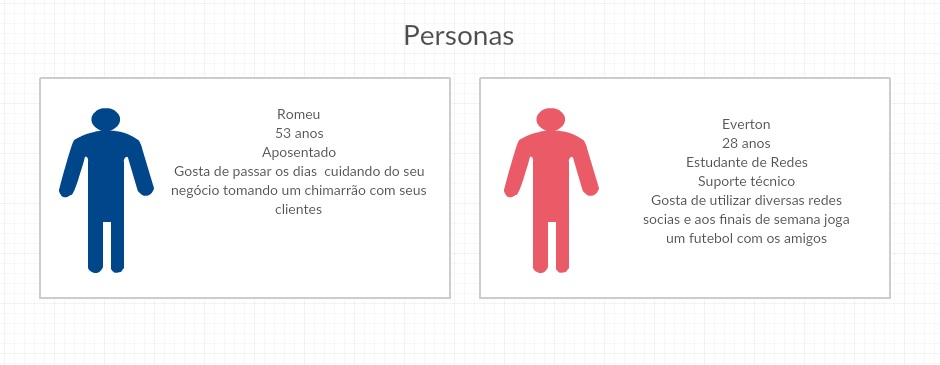 Personas
Romeu
53 anos
Aposentado
Gosta de passar os dias  cuidando do seu
negócio tomando um chimarrão com seus
clientes
Everton
28 anos
Estudante de Redes
Suporte técnico
Gosta de utilizar diversas redes
socias e aos finais de semana joga
um futebol com os amigos